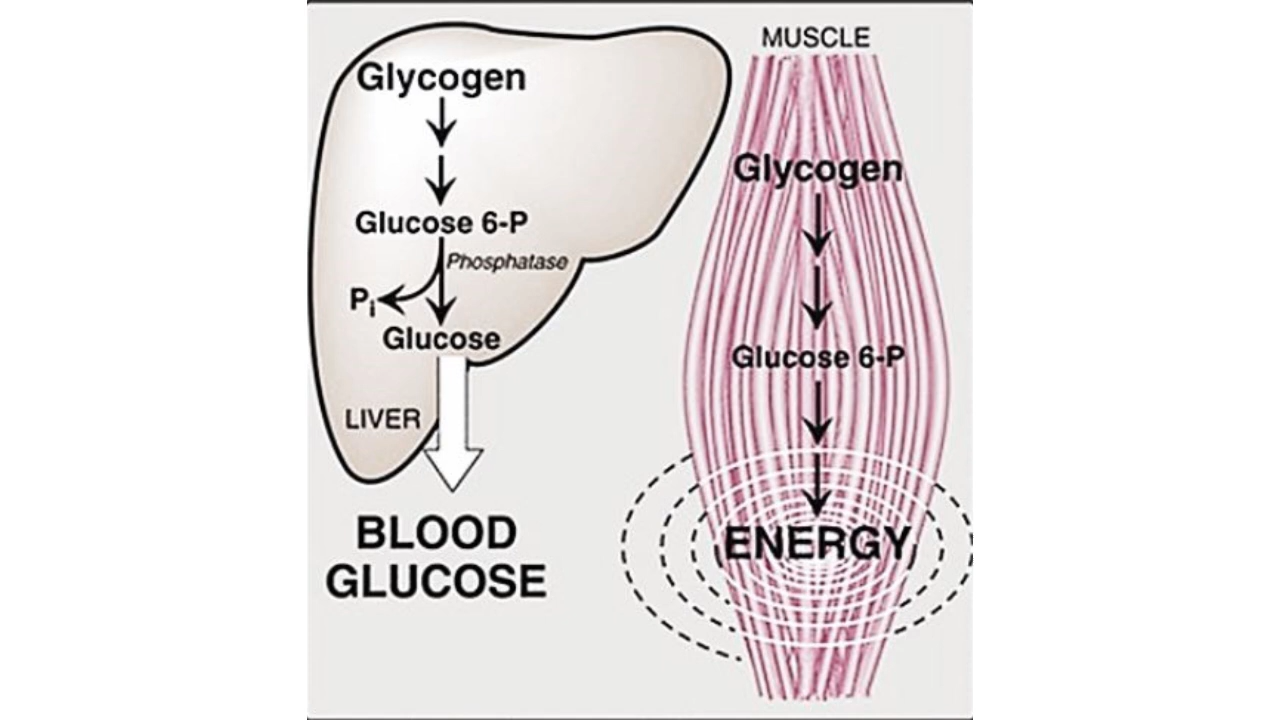 Glycogen
Glucose 6-P
Phosphatase
Pi
Glucose
LIVER
BLOOD
GLUCOSE
MUSCLE
Glycogen
Glucose 6-P
ENERGY